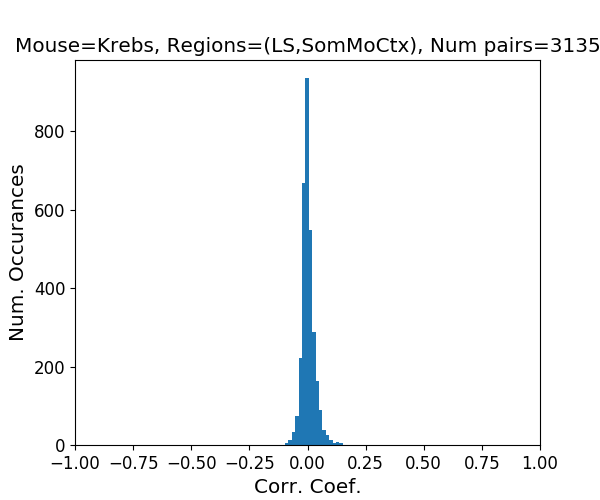 Mouse=Krebs, Regions=(LS,SomMoCtx), Num pairs=3135
Num. Occurances
800
600
400
200
0
−1.00 −0.75 −0.50 −0.25 0.00 0.25 0.50 0.75 1.00
Corr. Coef.